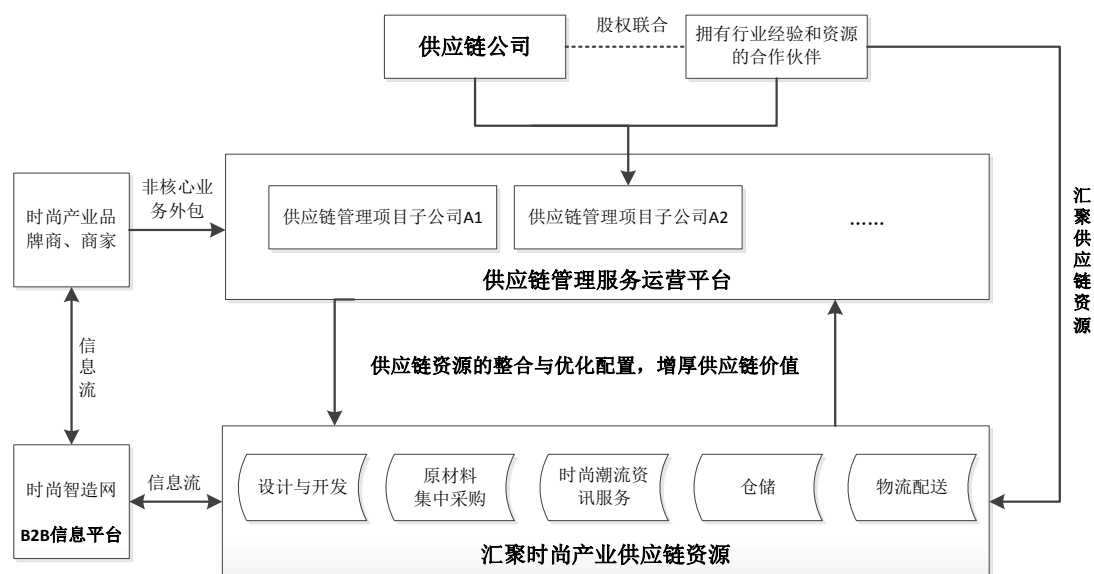 供应链公司
股权联合
拥有行业经验和资源
的合作伙伴
时尚产业品
牌商、商家
非核心业
务外包
供应链管理项目子公司A1
供应链管理项目子公司A2
......
供应链管理服务运营平台
汇聚供应链资源
信息流
供应链资源的整合与优化配置，增厚供应链价值
时尚智造网
B2B信息平台
信息流
设计与开发
原材料
集中采购
时尚潮流资
讯服务
仓储
物流配送
汇聚时尚产业供应链资源